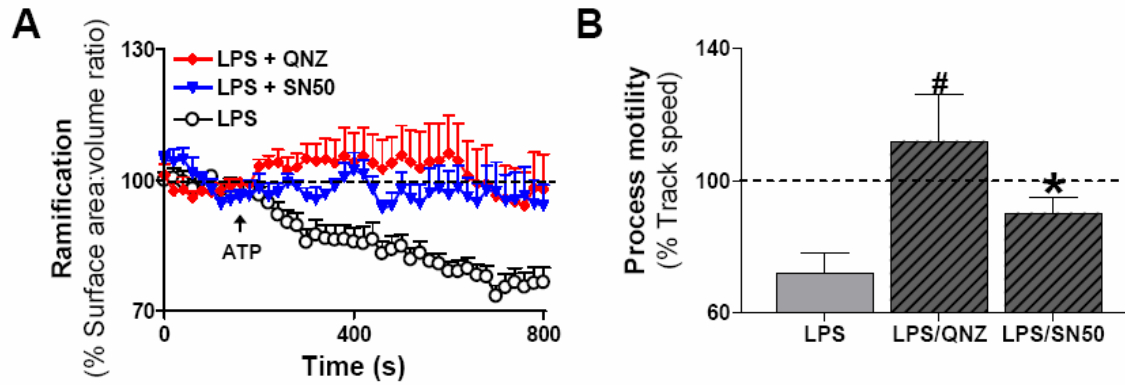 A
Ramification
(% Surface area:volume ratio)
130
100
70
LPS + QNZ
LPS + SN50
LPS
ATP
0
400
800
Time (s)
B
Process motility
(% Track speed)
140
100
60
#
*
LPS
LPS/QNZ
LPS/SN50